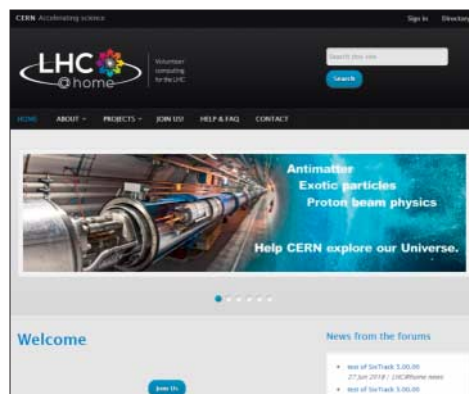 CERN Accelerating science
Sign in Directory
LHC
@home
Volunteer
computing
for the LHC
Search this site
Search
HOME ABOUT PROJECTS JOIN US! HELP & FAQ CONTACT
Antimatter
Exotic particles
Proton beam physics
Help CERN explore our Universe.
Welcome
News from the forums
Join Us
test of SixTrack 5.00.00
27 Jun 2018 | LHC@home news
test of SixTrack 5.00.00